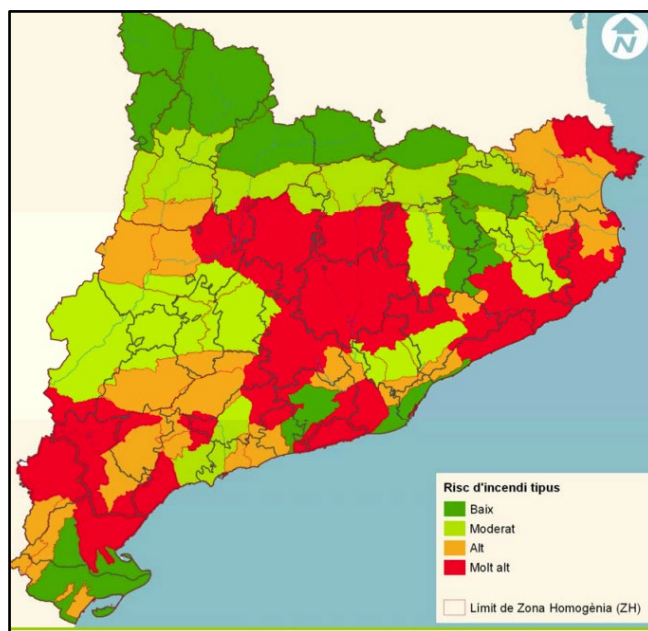 N
Risc d'incendi tipus
Baix
Moderat
Alt
Molt alt
Límit de Zona Homogènia (ZH)